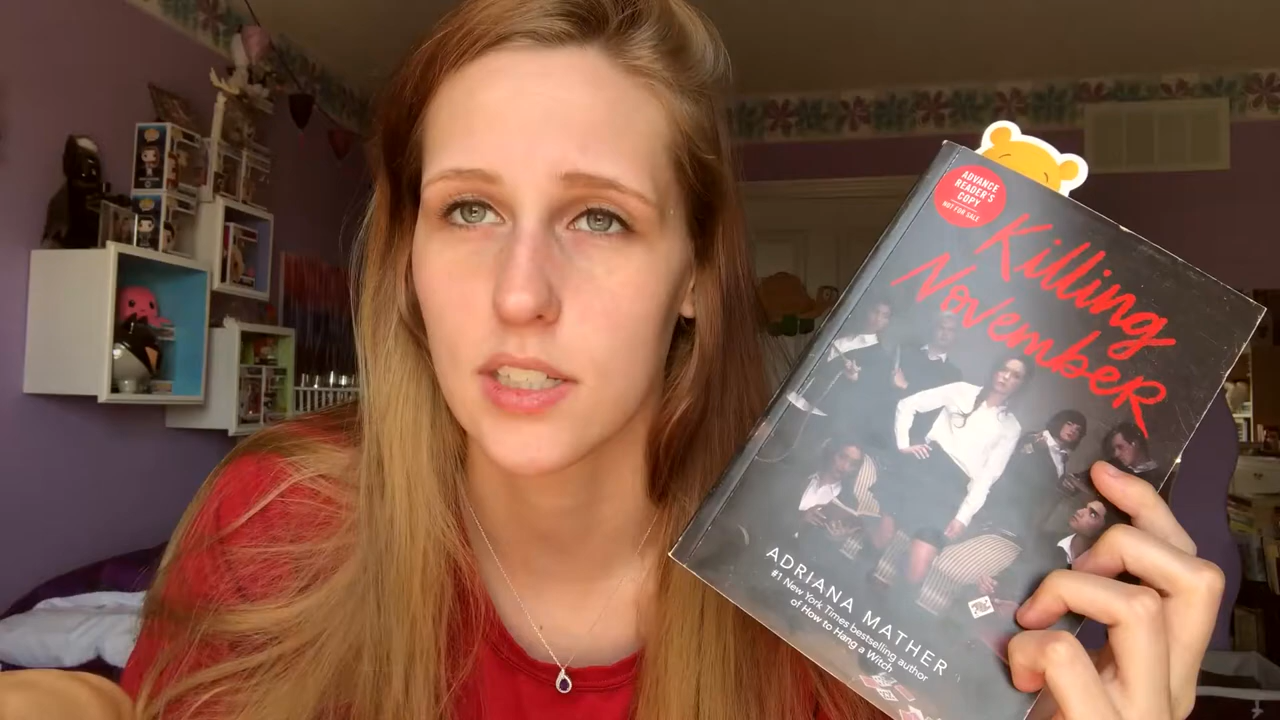 ADVANCE
READER'S
COPY
NOT FOR SALE
Killing
November
ADRIANA MATHER
#1 New York Times bestselling author
of How to Hang a Witch